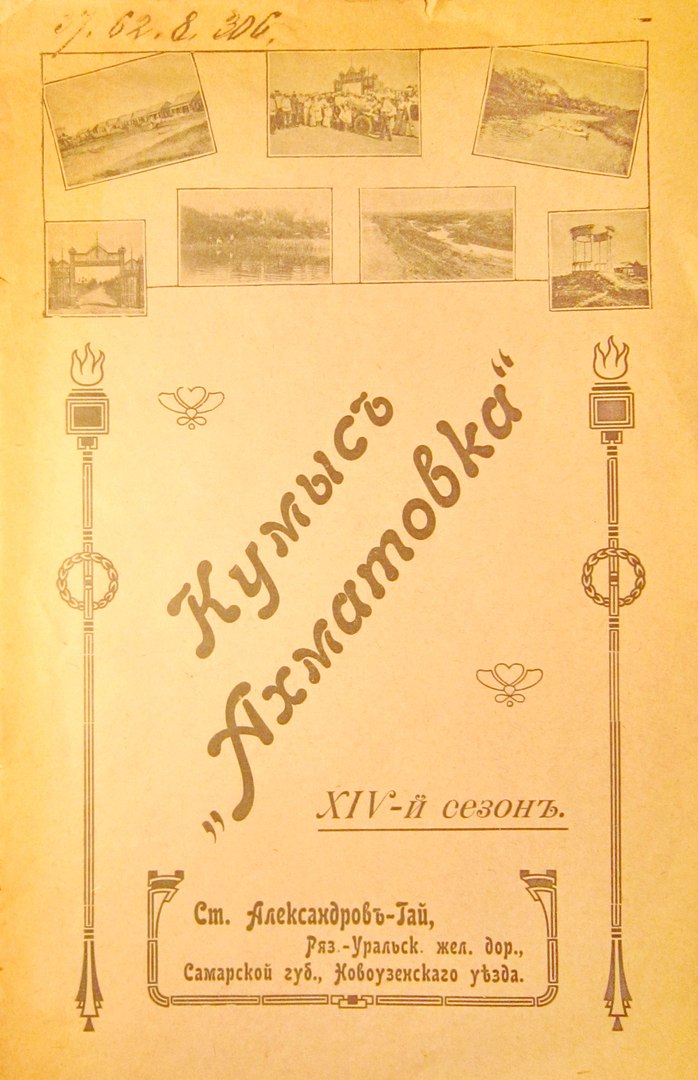 62.8.306.
Кумысъ
„Ахматовка“
XIV-й сезонъ.
Ст. Александровъ-Гай,
Ряз.-Уральск. жел. дор.,
Самарской губ., Новоузенскаго уѣзда.